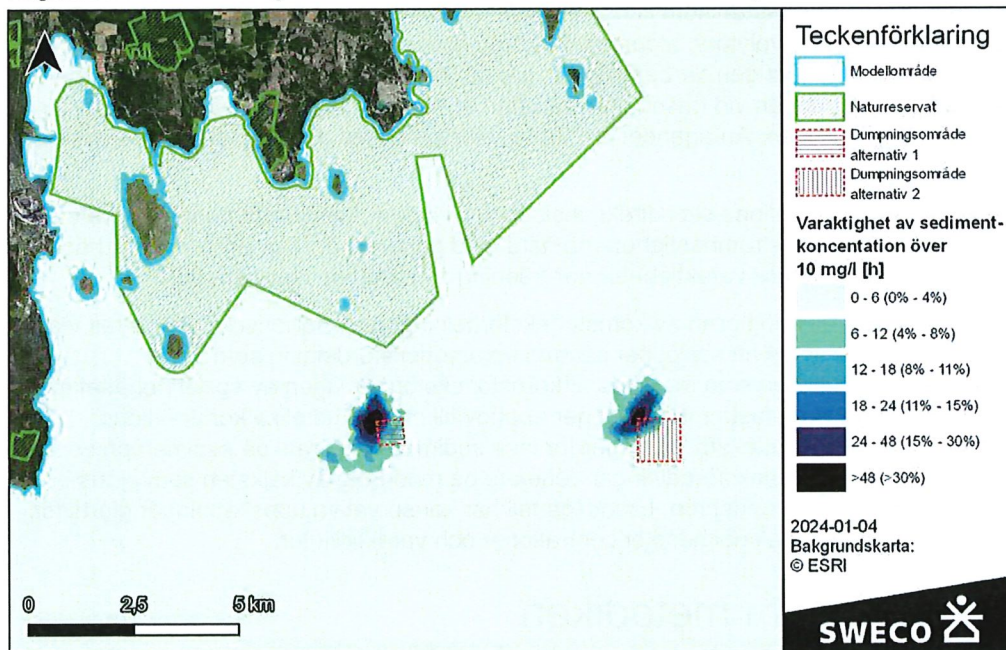 Teckenförklaring
Modellområde
Naturreservat
Dumpningsområde
alternativ 1
Dumpningsområde
alternativ 2
Varaktighet av sediment-
koncentation över
10 mg/l [h]
0 - 6 (0% - 4%)
6 - 12 (4% - 8%)
12 - 18 (8% - 11%)
18 - 24 (11% - 15%)
24 - 48 (15% - 30%)
>48 (>30%)
2024-01-04
Bakgrundskarta:
© ESRI
0 2,5 5 km
SWECO